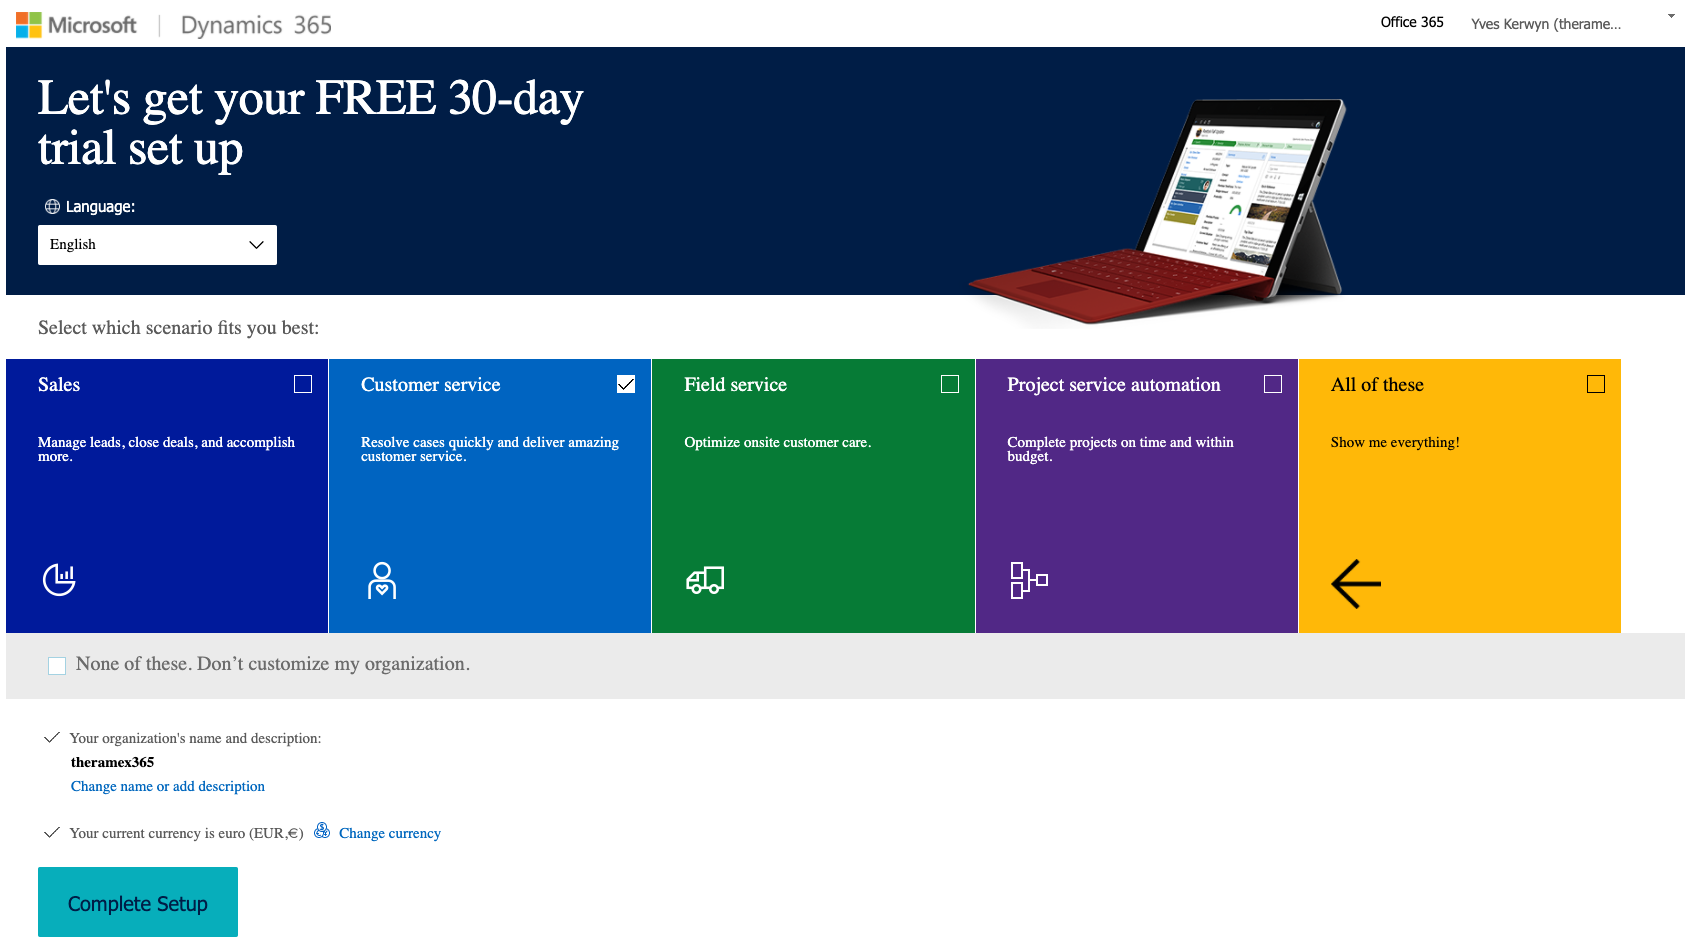 Microsoft | Dynamics 365
Office 365
Yves Kerwyn (therame...
Let's get your FREE 30-day
trial set up
Language:
English
Select which scenario fits you best:
Sales
Manage leads, close deals, and accomplish
more.
Customer service
Resolve cases quickly and deliver amazing
customer service.
Field service
Optimize onsite customer care.
Project service automation
Complete projects on time and within
budget.
All of these
Show me everything!
None of these. Don’t customize my organization.
Your organization's name and description:
theramex365
Change name or add description
Your current currency is euro (EUR,€)
Change currency
Complete Setup